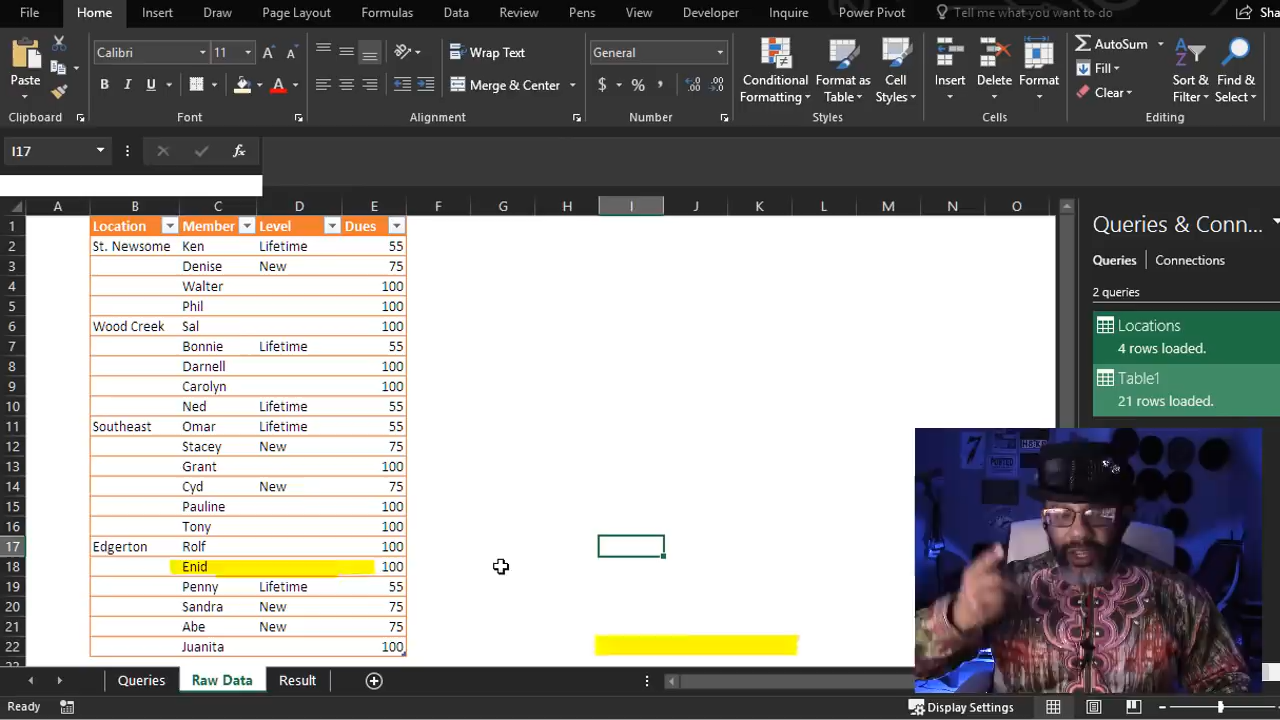 File Home Insert Draw Page Layout Formulas Data Review View Pens Developer Inquire Power Pivot Tell me what you want to do Sha
Calibri 11 Wrap Text General AutoSum
Paste B I U Merge & Center $ % Conditional Formatting Format as Table Cell Styles Insert Delete Format Fill Clear Sort & Filter Find & Select
Clipboard Font Alignment Number Styles Cells Editing
I17 fx
A B C D E F G H I J K L M N O
1 Location Member Level Dues
2 St. Newsome Ken Lifetime 55
3 Denise New 75
4 Walter 100
5 Phil 100
6 Wood Creek Sal 100
7 Bonnie Lifetime 55
8 Darnell 100
9 Carolyn 100
10 Ned Lifetime 55
11 Southeast Omar Lifetime 55
12 Stacey New 75
13 Grant 100
14 Cyd New 75
15 Pauline 100
16 Tony 100
17 Edgerton Rolf 100
18 Enid 100
19 Penny Lifetime 55
20 Sandra New 75
21 Abe New 75
22 Juanita 100
Queries & Conn...
Queries Connections
2 queries
Locations
4 rows loaded.
Table1
21 rows loaded.
7
Queries Raw Data Result
Ready Display Settings